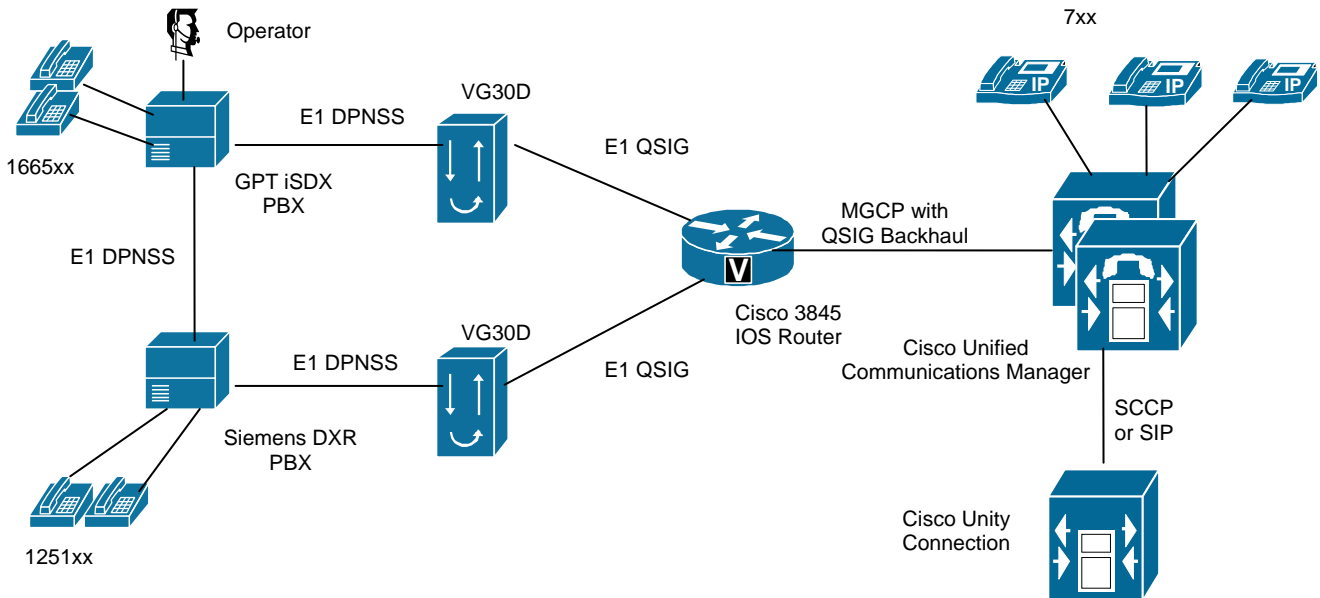 7xx
Operator
VG30D
E1 DPNSS
E1 QSIG
IP
IP
IP
1665xx
GPT iSDX
PBX
MGCP with
QSIG Backhaul
E1 DPNSS
V
Cisco 3845
IOS Router
VG30D
E1 DPNSS
E1 QSIG
Cisco Unified
Communications Manager
SCCP
or SIP
Siemens DXR
PBX
Cisco Unity
Connection
1251xx